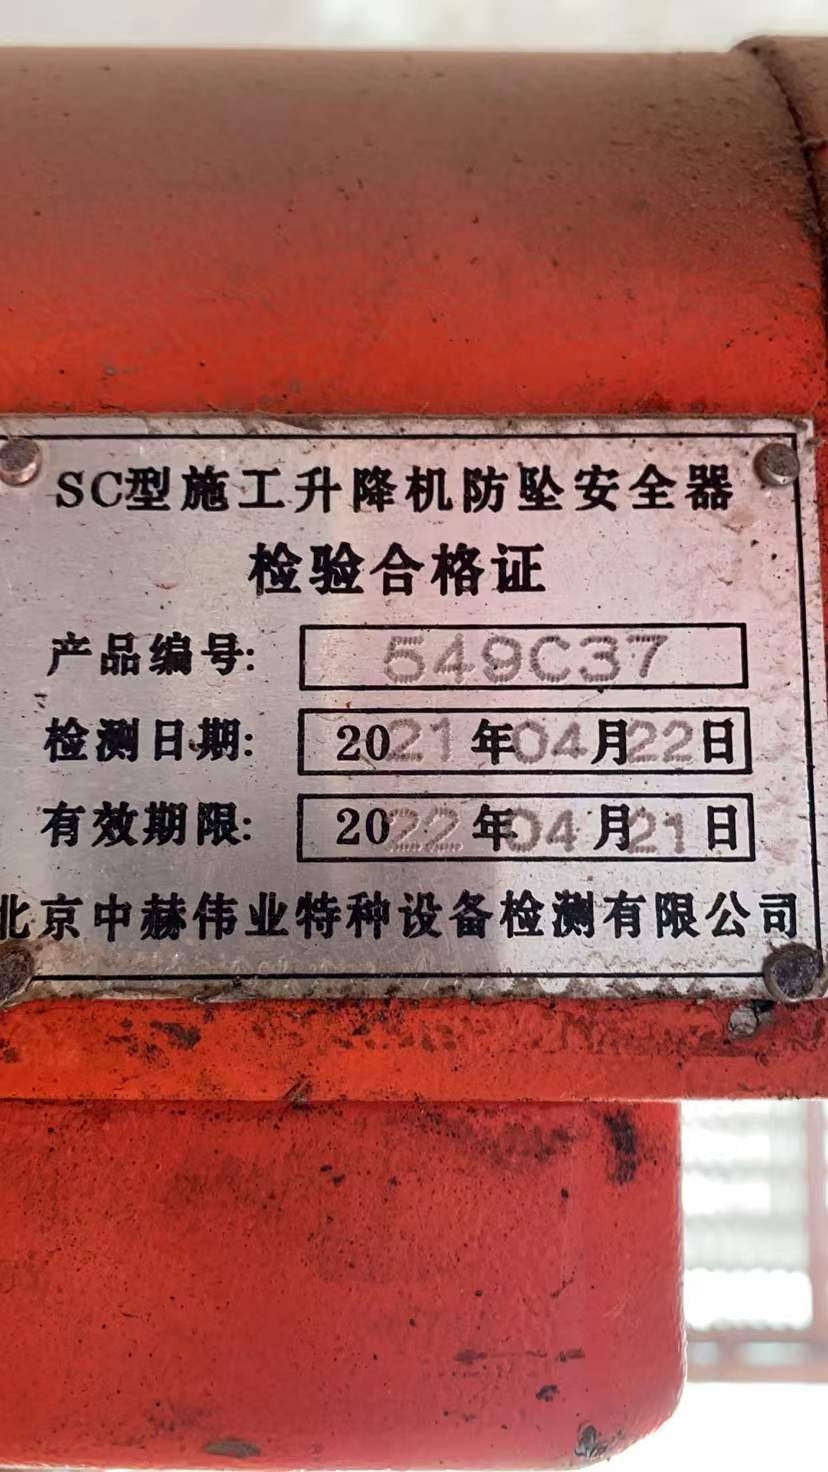 SC型施工升降机防坠安全器
检验合格证
产品编号: 549C37
检测日期: 2021年04月22日
有效期限: 2022年04月21日
北京中赫伟业特种设备检测有限公司